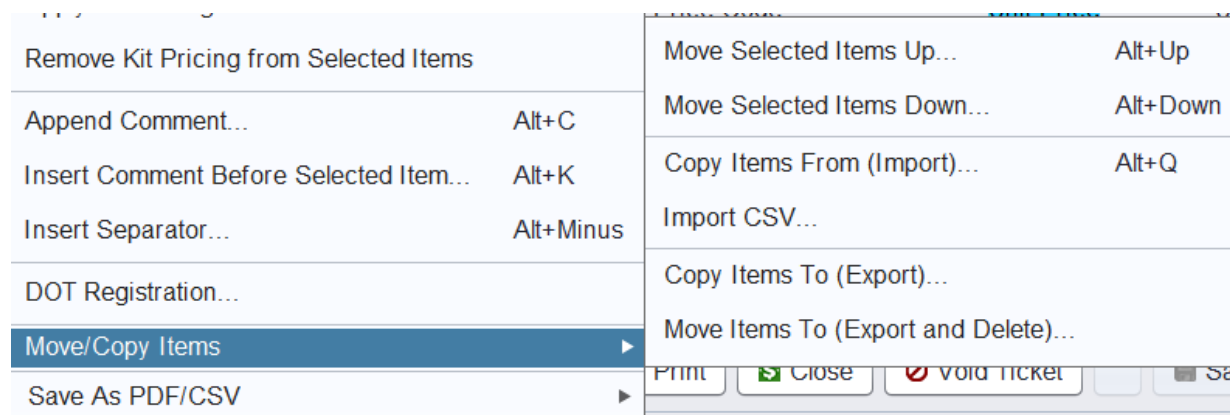 Remove Kit Pricing from Selected Items
Append Comment... Alt+C
Insert Comment Before Selected Item... Alt+K
Insert Separator... Alt+Minus
DOT Registration...
Move/Copy Items
Save As PDF/CSV
Move Selected Items Up... Alt+Up
Move Selected Items Down... Alt+Down
Copy Items From (Import)... Alt+Q
Import CSV...
Copy Items To (Export)...
Move Items To (Export and Delete)...
Print Close Void Ticket